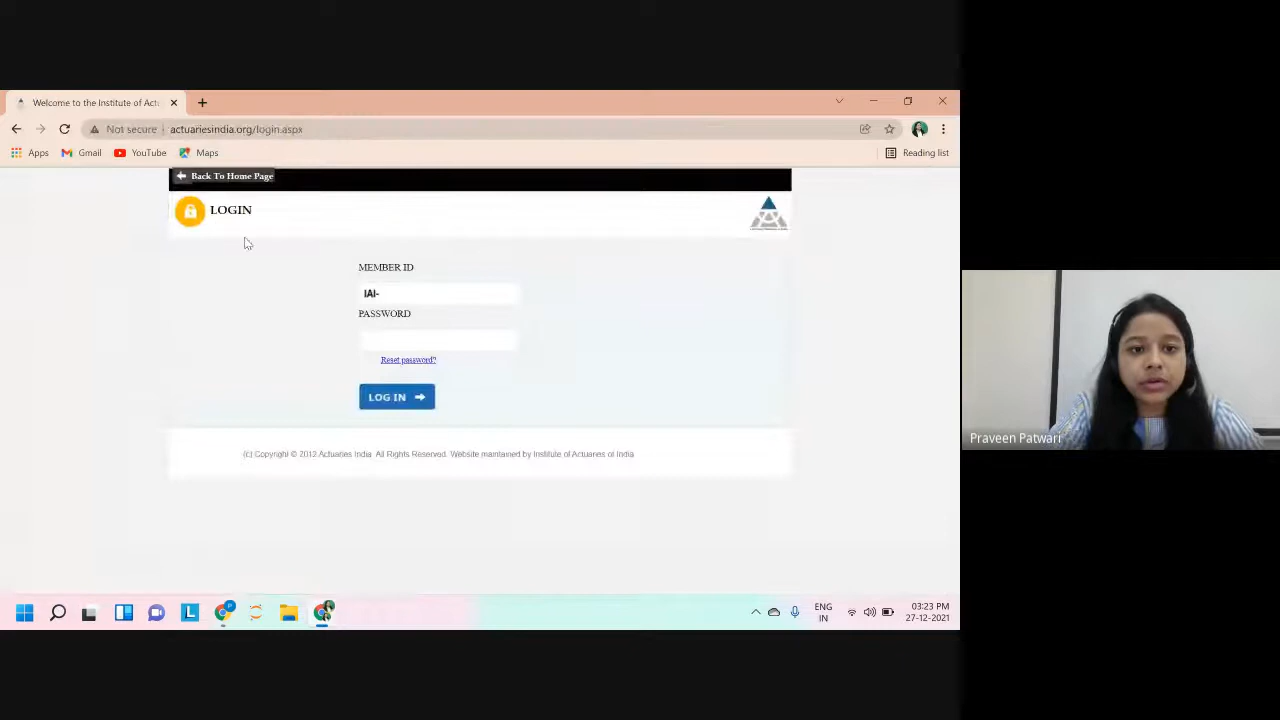 Welcome to the Institute of Actu
Not secure
actuariesindia.org/login.aspx
Apps
Gmail
YouTube
Maps
Reading list
Back To Home Page
LOGIN
MEMBER ID
IAI-
PASSWORD
Reset password?
LOG IN
(c) Copyright © 2012 Actuaries India. All Rights Reserved. Website maintained by Institute of Actuaries of India
Praveen Patwari
ENG
IN
03:23 PM
27-12-2021